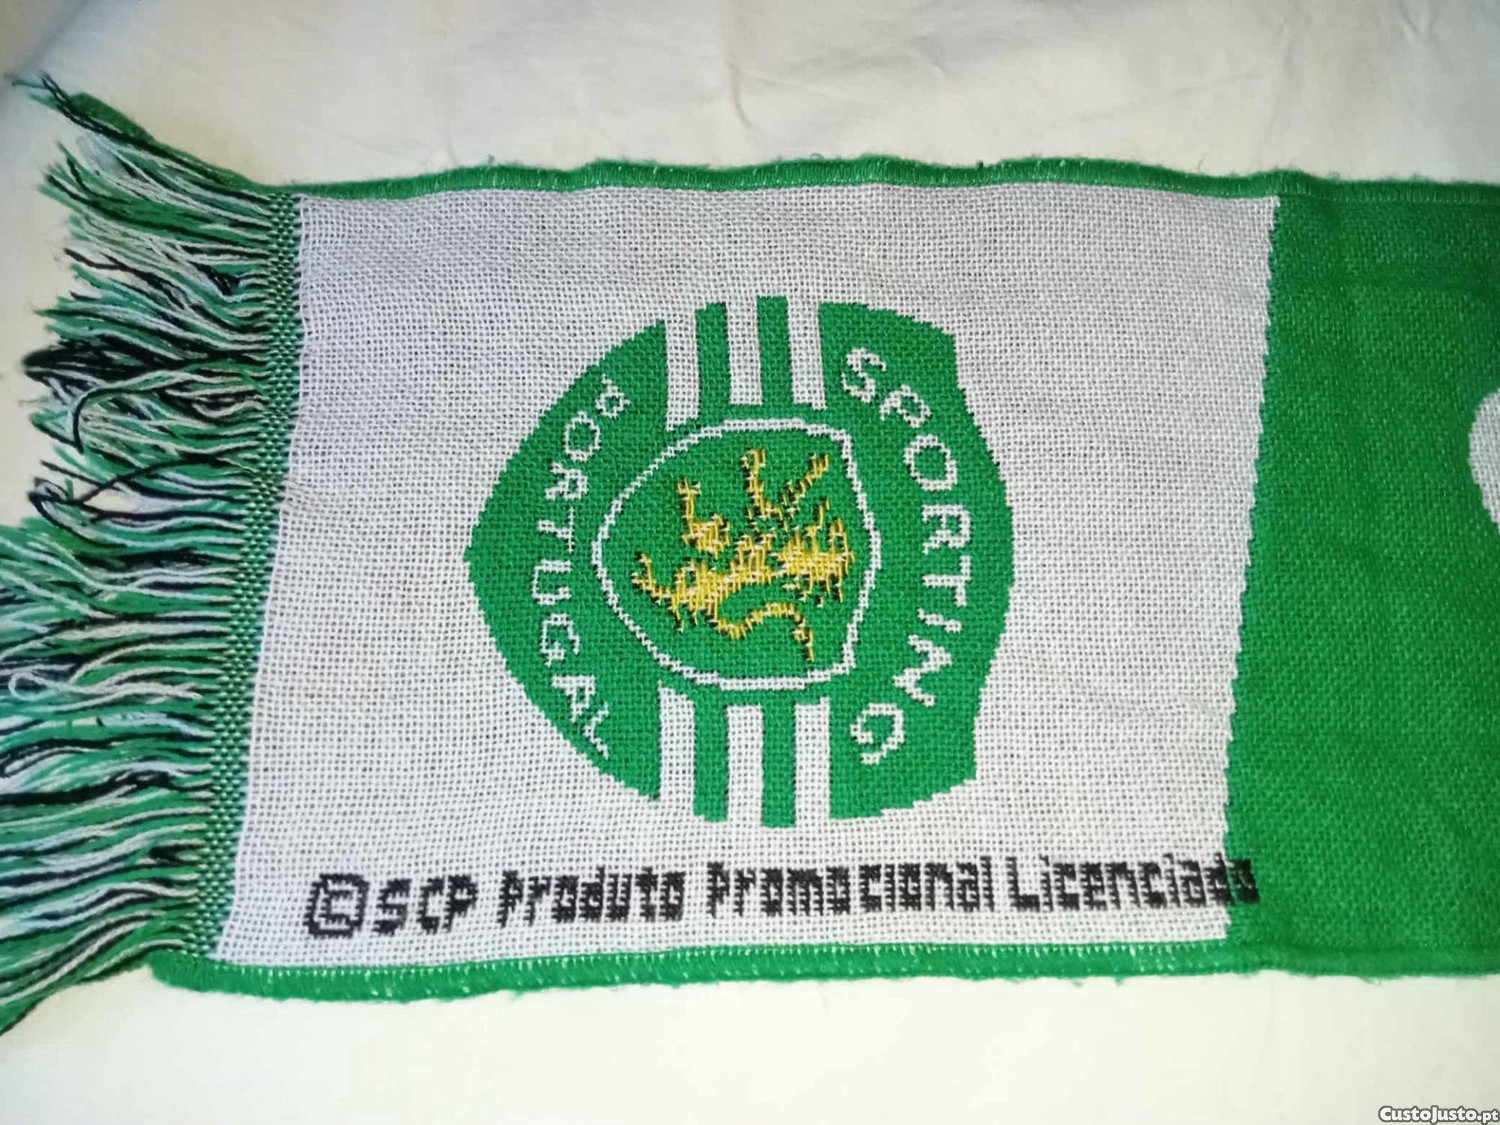 SPORTING
PORTUGAL
©SCP Produto Promocional Licenciado
CustoJusto.pt